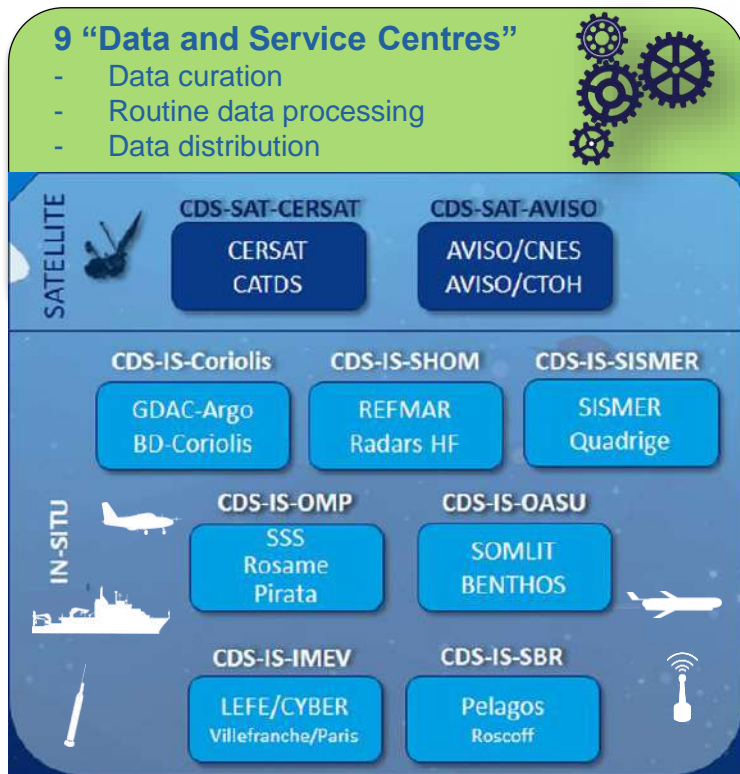 9 “Data and Service Centres”
- Data curation
- Routine data processing
- Data distribution
SATELLITE
CDS-SAT-CERSAT
CERSAT
CATDS
CDS-SAT-AVISO
AVISO/CNES
AVISO/CTOH
IN-SITU
CDS-IS-Coriolis
GDAC-Argo
BD-Coriolis
CDS-IS-SHOM
REFMAR
Radars HF
CDS-IS-SISMER
SISMER
Quadrige
CDS-IS-OMP
SSS
Rosame
Pirata
CDS-IS-OASU
SOMLIT
BENTHOS
CDS-IS-IMEV
LEFE/CYBER
Villefranche/Paris
CDS-IS-SBR
Pelagos
Roscoff